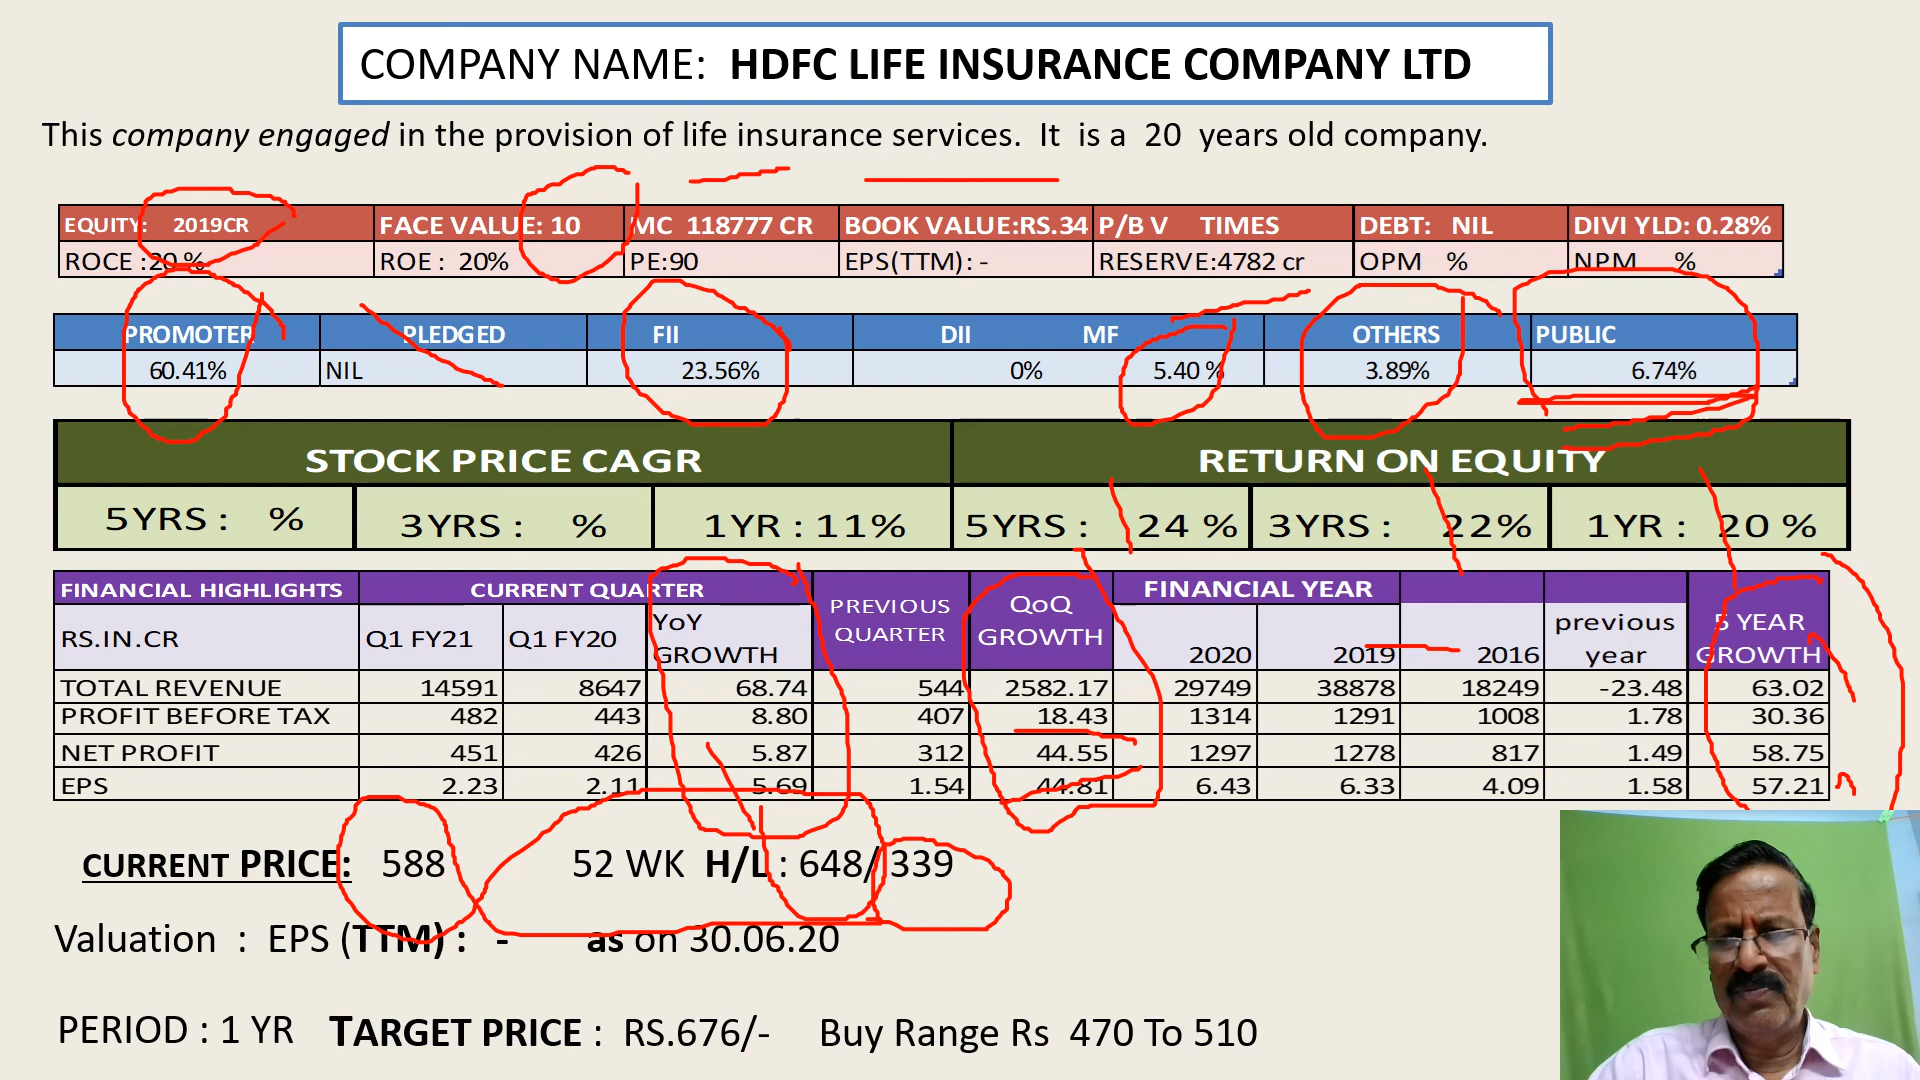 COMPANY NAME: HDFC LIFE INSURANCE COMPANY LTD
This company engaged in the provision of life insurance services. It is a 20 years old company.
EQUITY: 2019CR FACE VALUE: 10 MC 118777 CR BOOK VALUE:RS.34 P/B V TIMES DEBT: NIL DIVI YLD: 0.28%
ROCE :20 % ROE : 20% PE:90 EPS(TTM) : - RESERVE:4782 cr OPM % NPM %
PROMOTER PLEDGED FII DII MF OTHERS PUBLIC
60.41% NIL 23.56% 0% 5.40 % 3.89% 6.74%
STOCK PRICE CAGR RETURN ON EQUITY
5YRS : % 3YRS : % 1YR : 11% 5YRS : 24 % 3YRS : 22% 1YR : 20 %
FINANCIAL HIGHLIGHTS CURRENT QUARTER PREVIOUS QUARTER QoQ GROWTH FINANCIAL YEAR 5 YEAR GROWTH
RS.IN.CR Q1 FY21 Q1 FY20 YoY GROWTH 2020 2019 2016 previous year
TOTAL REVENUE 14591 8647 68.74 544 2582.17 29749 38878 18249 -23.48 63.02
PROFIT BEFORE TAX 482 443 8.80 407 18.43 1314 1291 1008 1.78 30.36
NET PROFIT 451 426 5.87 312 44.55 1297 1278 817 1.49 58.75
EPS 2.23 2.11 5.69 1.54 44.81 6.43 6.33 4.09 1.58 57.21
CURRENT PRICE: 588 52 WK H/L : 648/ 339
Valuation : EPS (TTM) : - as on 30.06.20
PERIOD : 1 YR TARGET PRICE : RS.676/- Buy Range Rs 470 To 510